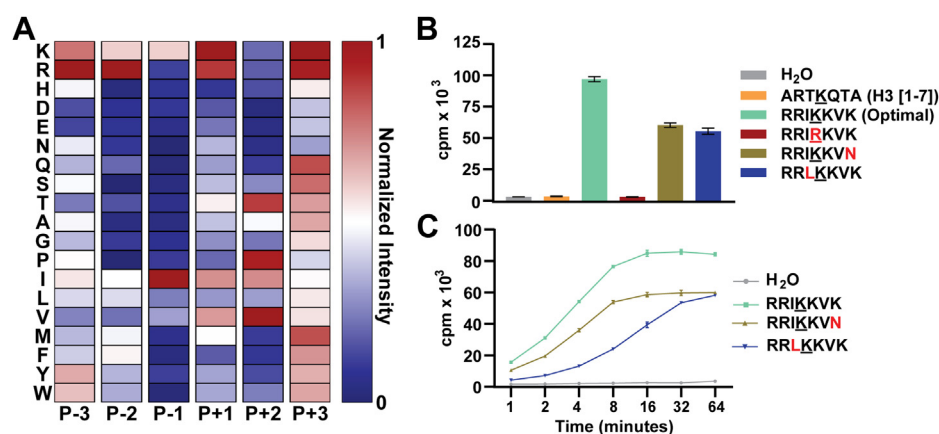 A
K
R
H
D
E
N
Q
S
T
A
G
P
I
L
V
M
F
Y
W
P-3 P-2 P-1 P+1 P+2 P+3
1
Normalized Intensity
0
B
cpm x 10³
125
100
75
50
25
0
H₂O
ARTKQTA (H3 [1-7])
RRIKKVK (Optimal)
RRIRKVK
RRIKKVN
RRLKKVK
C
cpm x 10³
100
80
60
40
20
0
1 2 4 8 16 32 64
Time (minutes)
H₂O
RRIKKVK
RRIKKVN
RRLKKVK